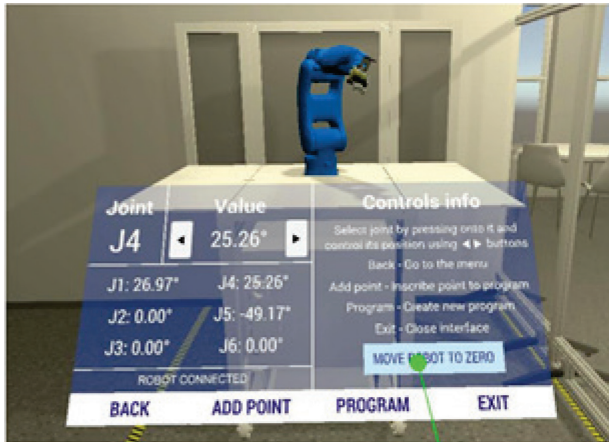 Joint Value
J4 ◄ 25.26° ►
J1: 26.97° J4: 25.26°
J2: 0.00° J5: -49.17°
J3: 0.00° J6: 0.00°
ROBOT CONNECTED
Controls info
Select joint by pressing onto it and
control its position using ◄► buttons
Back - Go to the menu
Add point - Inscribe point to program
Program - Create new program
Exit - Close interface
MOVE ROBOT TO ZERO
BACK ADD POINT PROGRAM EXIT